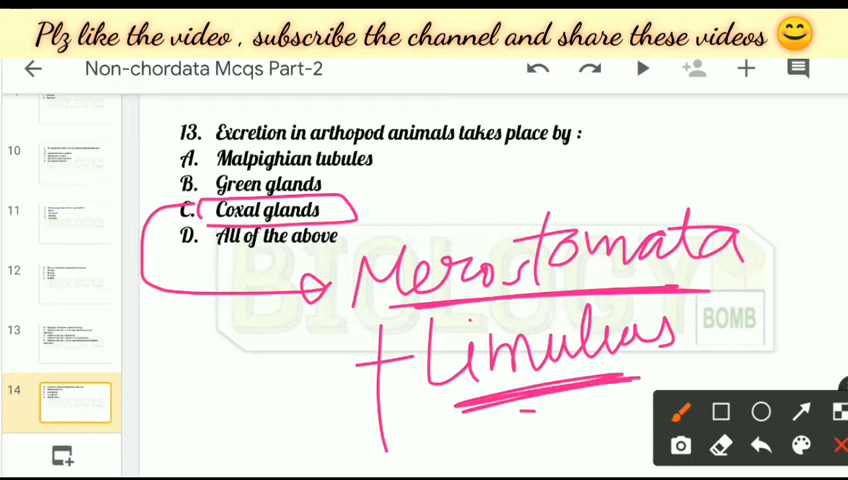 Plz like the video , subscribe the channel and share these videos 😊
Non-chordata Mcqs Part-2
13. Excretion in arthopod animals takes place by :
A. Malpighian tubules
B. Green glands
C. Coxal glands
D. All of the above
Merostomata
Limulus
BIOLOGY
BOMB
10
11
12
13
14